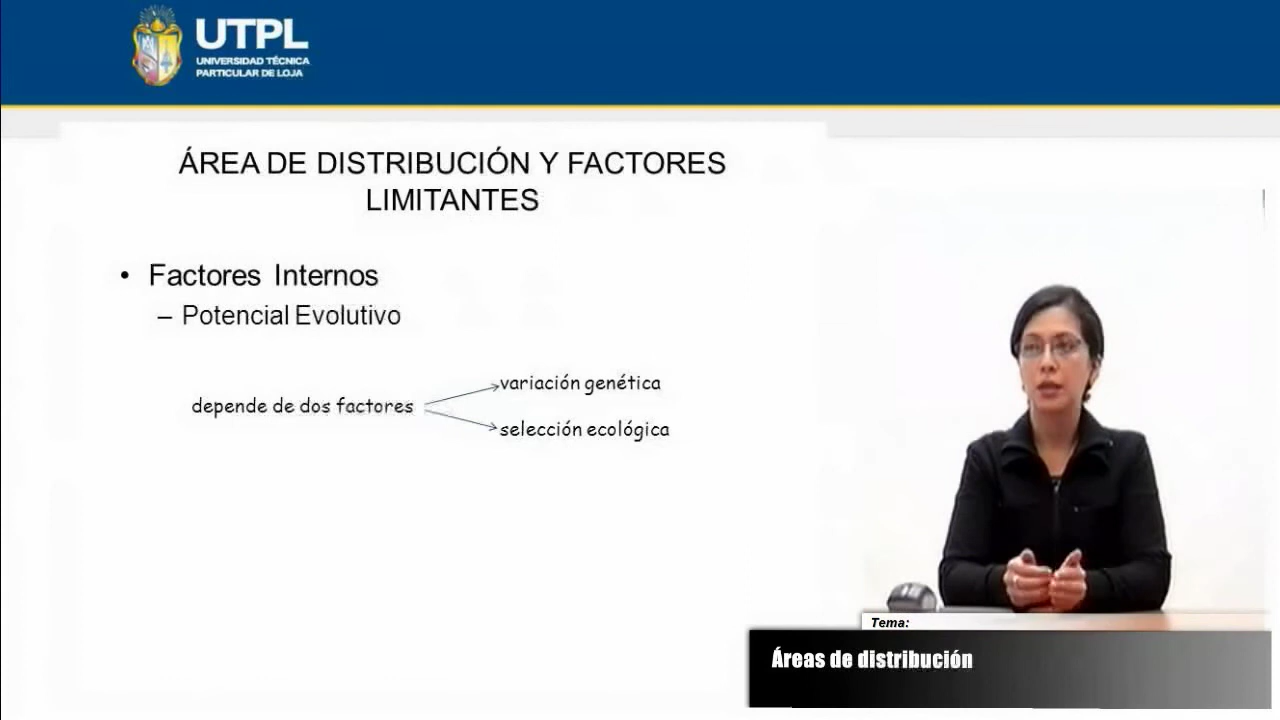 UTPL
UNIVERSIDAD TÉCNICA
PARTICULAR DE LOJA
ÁREA DE DISTRIBUCIÓN Y FACTORES
LIMITANTES
• Factores Internos
– Potencial Evolutivo
variación genética
depende de dos factores
selección ecológica
Tema:
Áreas de distribución